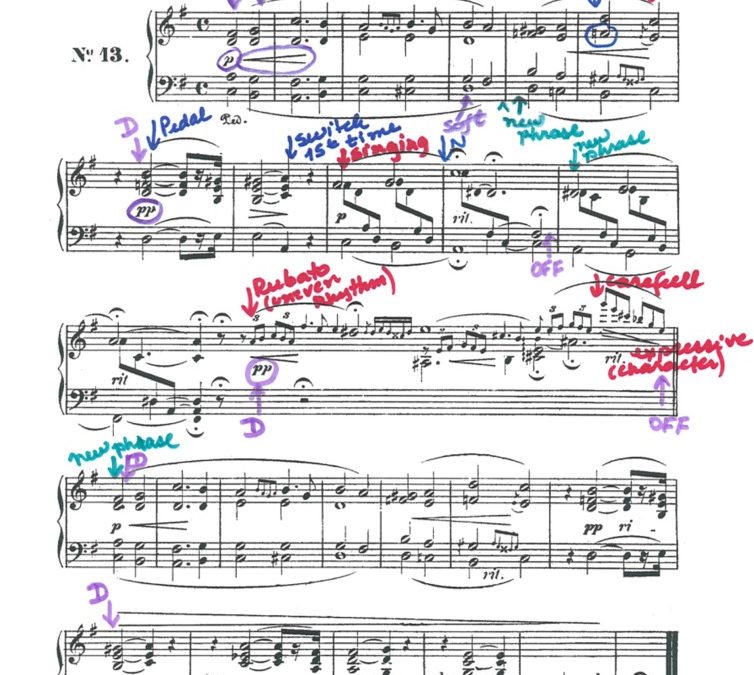 Nº 13.
p
Ped.
soft
new
phrase
D
Pedal
switch
1st time
singing
N
new
phrase
pp
p
ril.
OFF
Rubato
(uneven
rhythm)
carefull
ril
pp
ril.
expressive
(character)
D
OFF
new phrase
D
p
pp ri -
ril.
D